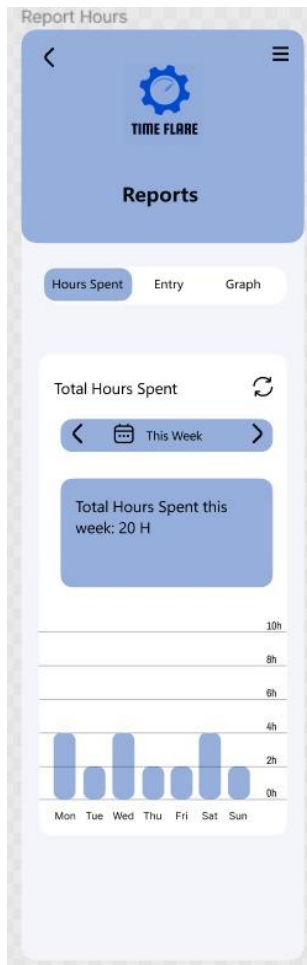 Report Hours
TIME FLARE
Reports
Hours Spent Entry Graph
Total Hours Spent
This Week
Total Hours Spent this
week: 20 H
10h
8h
6h
4h
2h
0h
Mon Tue Wed Thu Fri Sat Sun